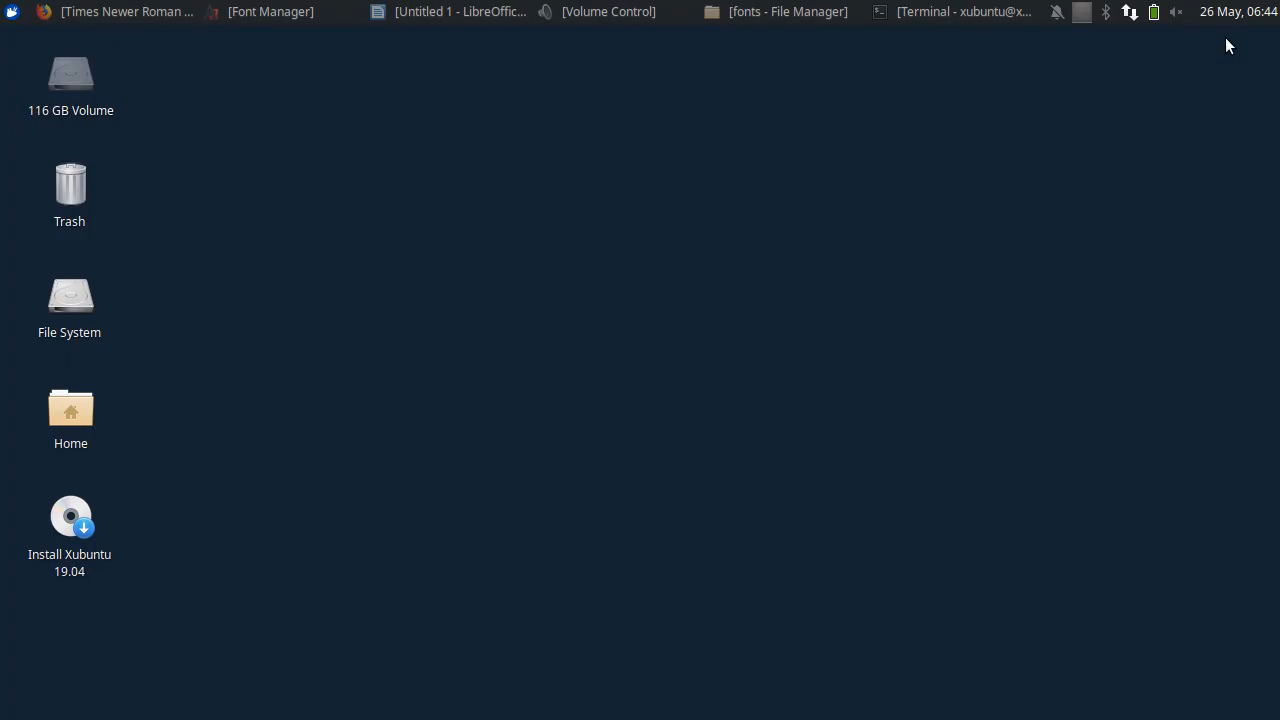 [Times Newer Roman ...
[Font Manager]
[Untitled 1 - LibreOffic...
[Volume Control]
[fonts - File Manager]
[Terminal - xubuntu@x...
26 May, 06:44
116 GB Volume
Trash
File System
Home
Install Xubuntu
19.04